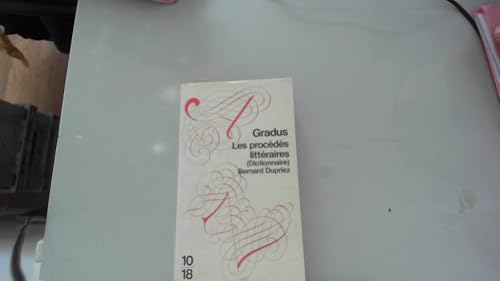 Gradus
Les procédés
littéraires
(Dictionnaire)
Bernard Dupriez
10
18